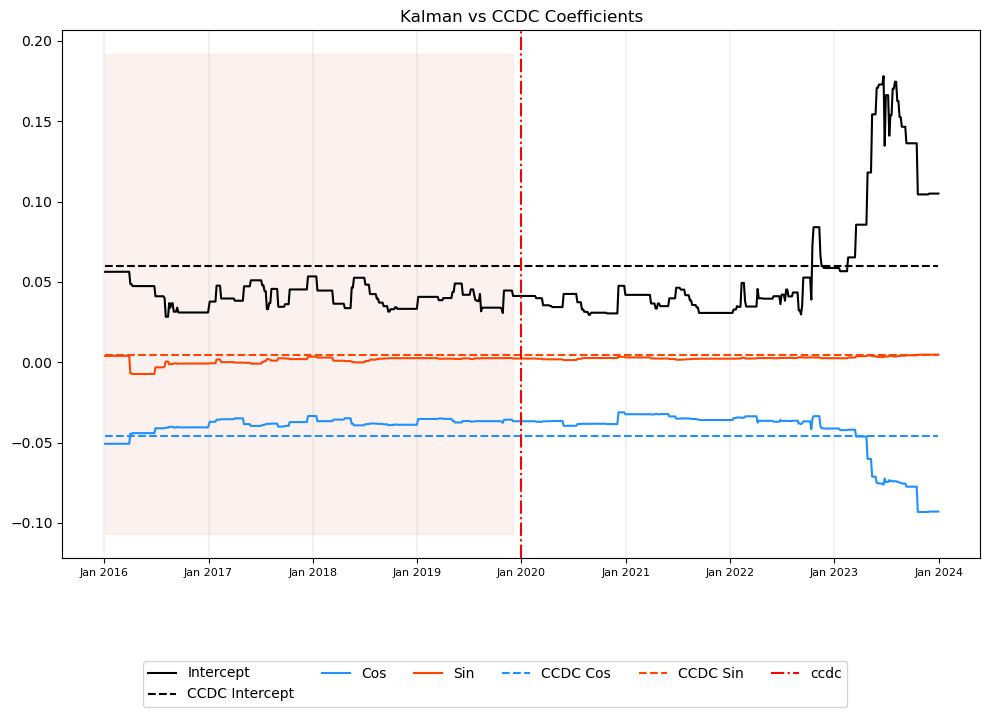 Kalman vs CCDC Coefficients
0.20
0.15
0.10
0.05
0.00
−0.05
−0.10
Jan 2016 Jan 2017 Jan 2018 Jan 2019 Jan 2020 Jan 2021 Jan 2022 Jan 2023 Jan 2024
Intercept Cos Sin CCDC Cos CCDC Sin ccdc
CCDC Intercept